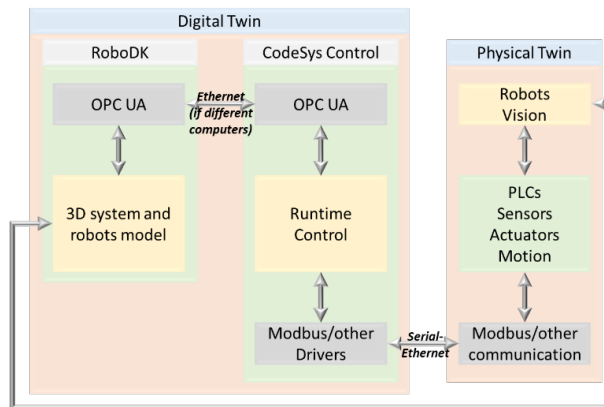 Digital Twin
RoboDK
CodeSys Control
Physical Twin
OPC UA
Ethernet
(if different
computers)
OPC UA
Robots
Vision
3D system and
robots model
Runtime
Control
PLCs
Sensors
Actuators
Motion
Modbus/other
Drivers
Serial-
Ethernet
Modbus/other
communication